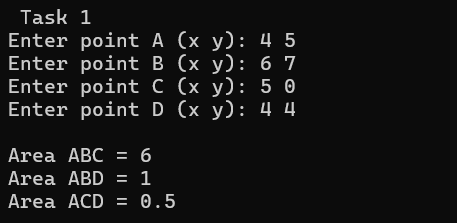 Task 1
Enter point A (x y): 4 5
Enter point B (x y): 6 7
Enter point C (x y): 5 0
Enter point D (x y): 4 4
Area ABC = 6
Area ABD = 1
Area ACD = 0.5